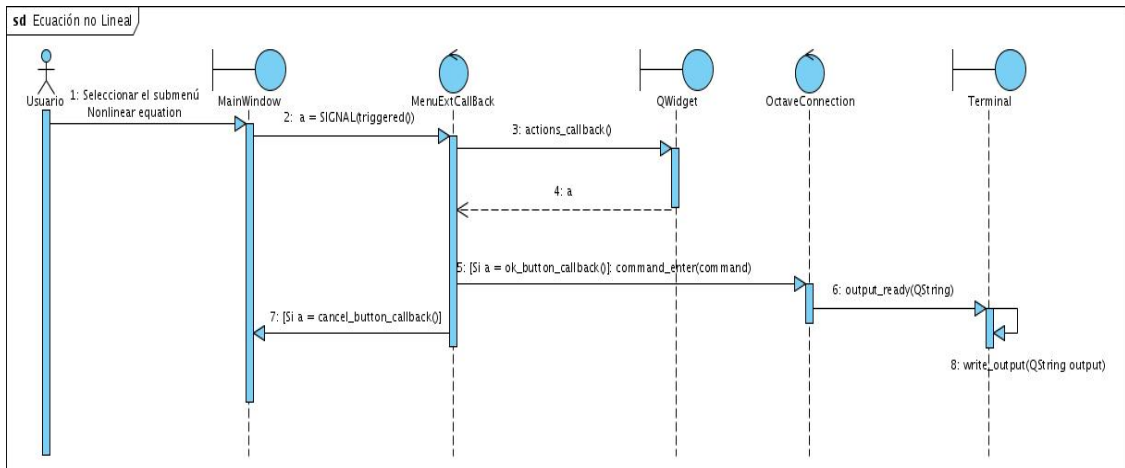 sd Ecuación no Lineal
Usuario
MainWindow
MenuExtCallBack
QWidget
OctaveConnection
Terminal
1: Seleccionar el submenú
Nonlinear equation
2: a = SIGNAL(triggered())
3: actions_callback()
4: a
5: [Si a = ok_button_callback()]: command_enter(command)
6: output_ready(QString)
7: [Si a = cancel_button_callback()]
8: write_output(QString output)